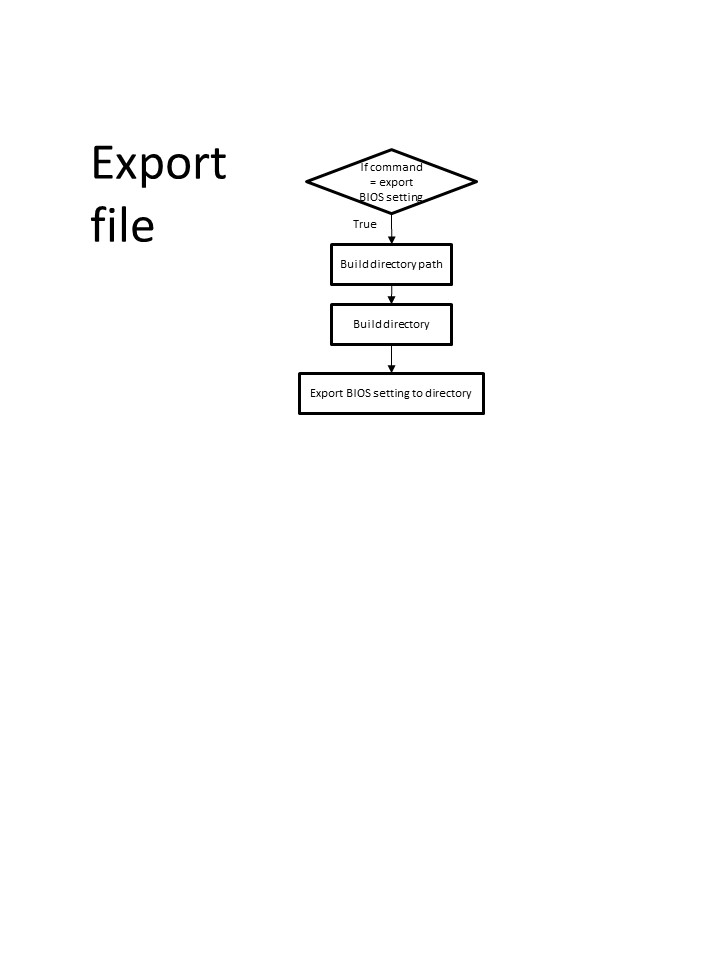 Export
file
If command
= export
BIOS setting
True
Build directory path
Build directory
Export BIOS setting to directory